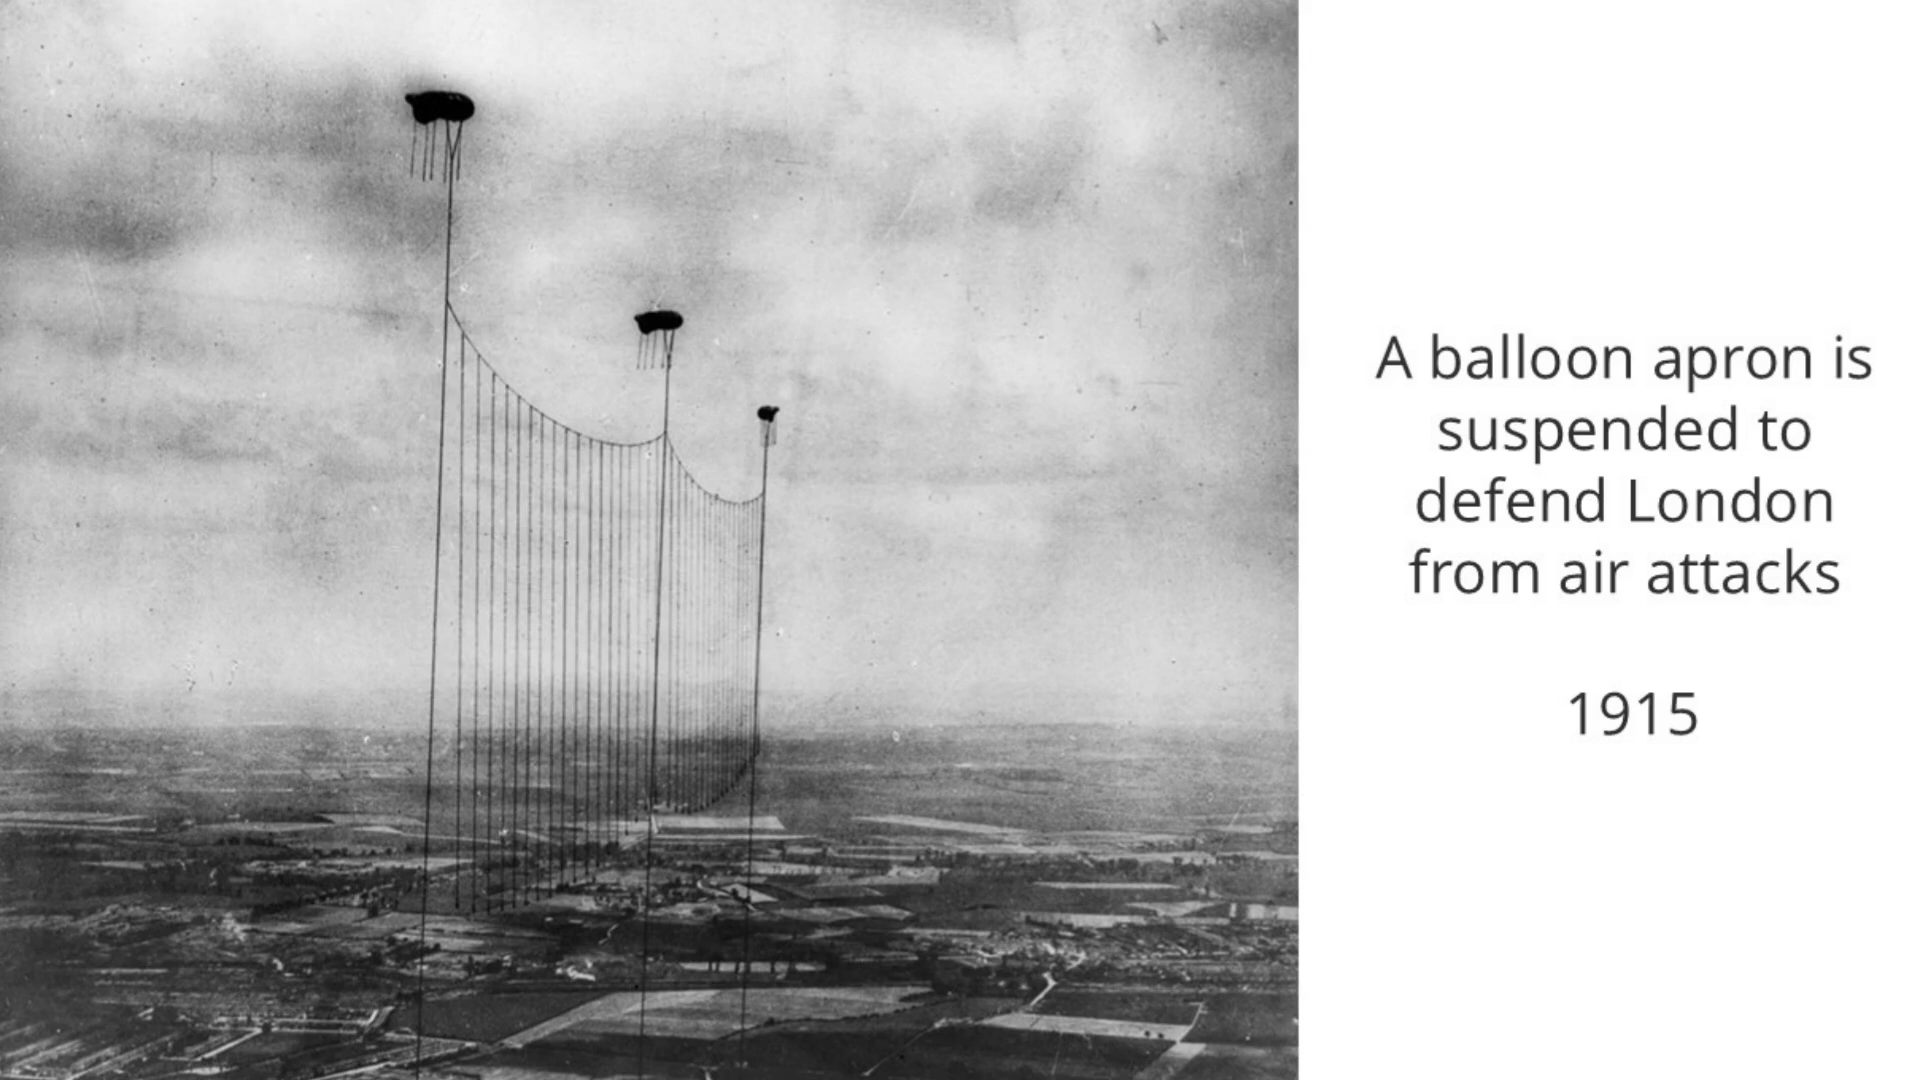 A balloon apron is
suspended to
defend London
from air attacks
1915